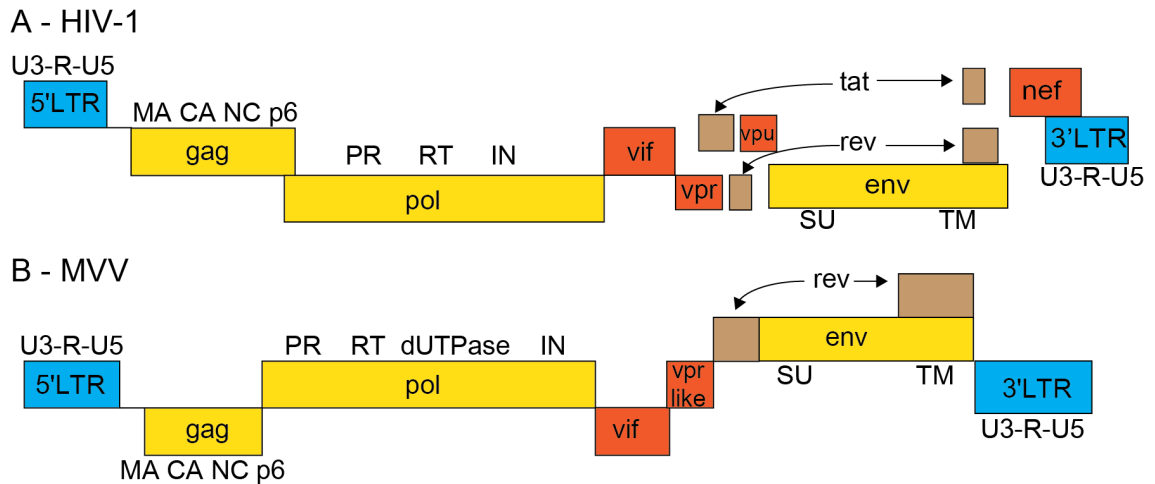 A - HIV-1
U3-R-U5
5'LTR
MA CA NC p6
gag
PR RT IN
pol
vif
vpr
vpu
tat
rev
env
SU TM
nef
3’LTR
U3-R-U5
B - MVV
U3-R-U5
5'LTR
gag
MA CA NC p6
PR RT dUTPase IN
pol
vif
vpr
like
rev
env
SU TM
3'LTR
U3-R-U5